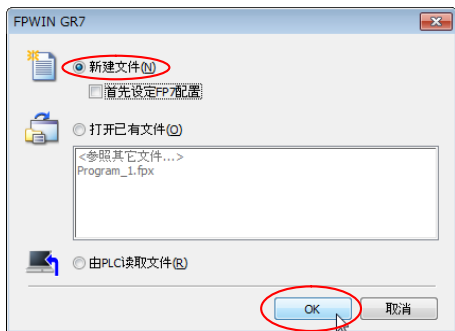 FPWIN GR7
新建文件(N)
首先设定FP7配置
打开已有文件(O)
<参照其它文件...>
Program_1.fpx
由PLC读取文件(R)
OK
取消